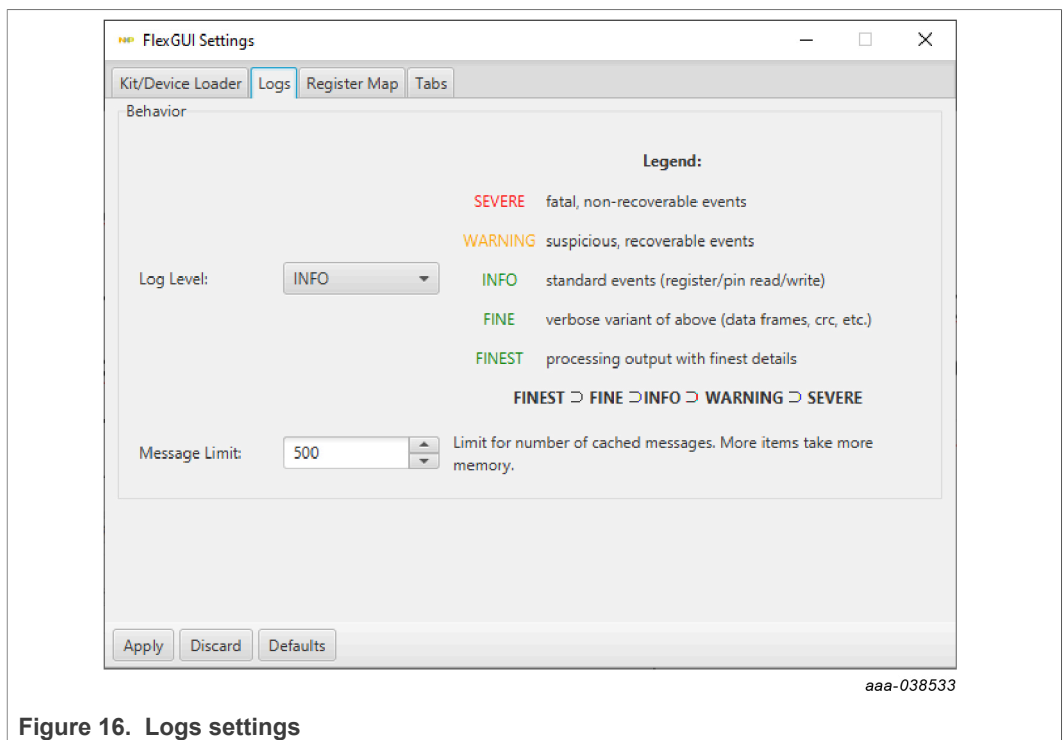 NXP FlexGUI Settings
Kit/Device Loader Logs Register Map Tabs
Behavior
Legend:
SEVERE fatal, non-recoverable events
WARNING suspicious, recoverable events
Log Level: INFO INFO standard events (register/pin read/write)
FINE verbose variant of above (data frames, crc, etc.)
FINEST processing output with finest details
FINEST ⊃ FINE ⊃INFO ⊃ WARNING ⊃ SEVERE
Message Limit: 500 Limit for number of cached messages. More items take more
memory.
Apply Discard Defaults
aaa-038533
Figure 16. Logs settings